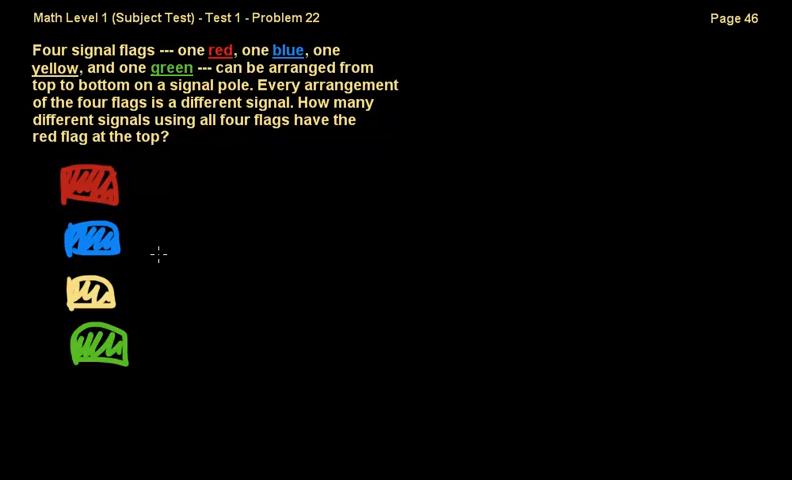 Math Level 1 (Subject Test) - Test 1 - Problem 22
Page 46
Four signal flags --- one red, one blue, one
yellow, and one green --- can be arranged from
top to bottom on a signal pole. Every arrangement
of the four flags is a different signal. How many
different signals using all four flags have the
red flag at the top?